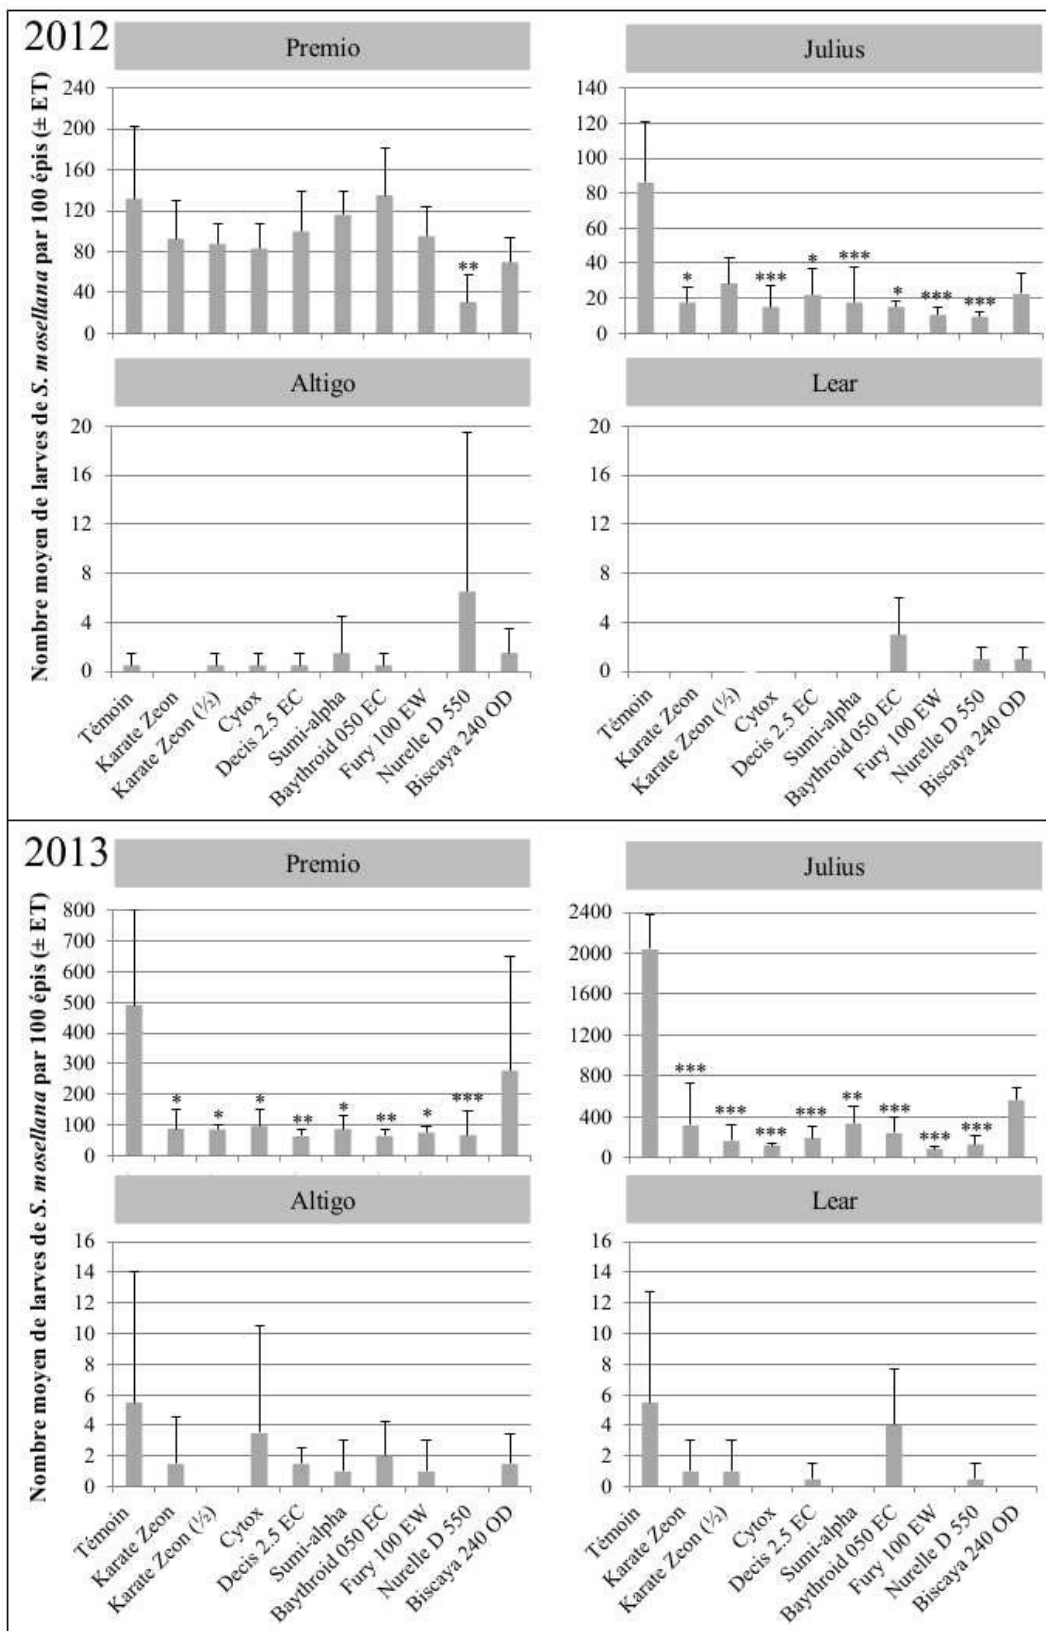 2012
Nombre moyen de larves de S. mosellana par 100 épis (± ET)
Premio
240
200
160
120
80
40
0
**
Julius
140
120
100
80
60
40
20
0
*
***
*
***
*
***
***
Altigo
20
16
12
8
4
0
Témoin
Karate Zeon
Karate Zeon (½)
Cytox
Decis 2.5 EC
Sumi-alpha
Baythroid 050 EC
Fury 100 EW
Nurelle D 550
Biscaya 240 OD
Lear
20
16
12
8
4
0
Témoin
Karate Zeon
Karate Zeon (½)
Cytox
Decis 2.5 EC
Sumi-alpha
Baythroid 050 EC
Fury 100 EW
Nurelle D 550
Biscaya 240 OD
2013
Nombre moyen de larves de S. mosellana par 100 épis (± ET)
Premio
800
700
600
500
400
300
200
100
0
*
*
*
**
*
**
*
***
Julius
2400
2000
1600
1200
800
400
0
***
***
***
***
**
***
***
***
Altigo
16
14
12
10
8
6
4
2
0
Témoin
Karate Zeon
Karate Zeon (½)
Cytox
Decis 2.5 EC
Sumi-alpha
Baythroid 050 EC
Fury 100 EW
Nurelle D 550
Biscaya 240 OD
Lear
16
14
12
10
8
6
4
2
0
Témoin
Karate Zeon
Karate Zeon (½)
Cytox
Decis 2.5 EC
Sumi-alpha
Baythroid 050 EC
Fury 100 EW
Nurelle D 550
Biscaya 240 OD